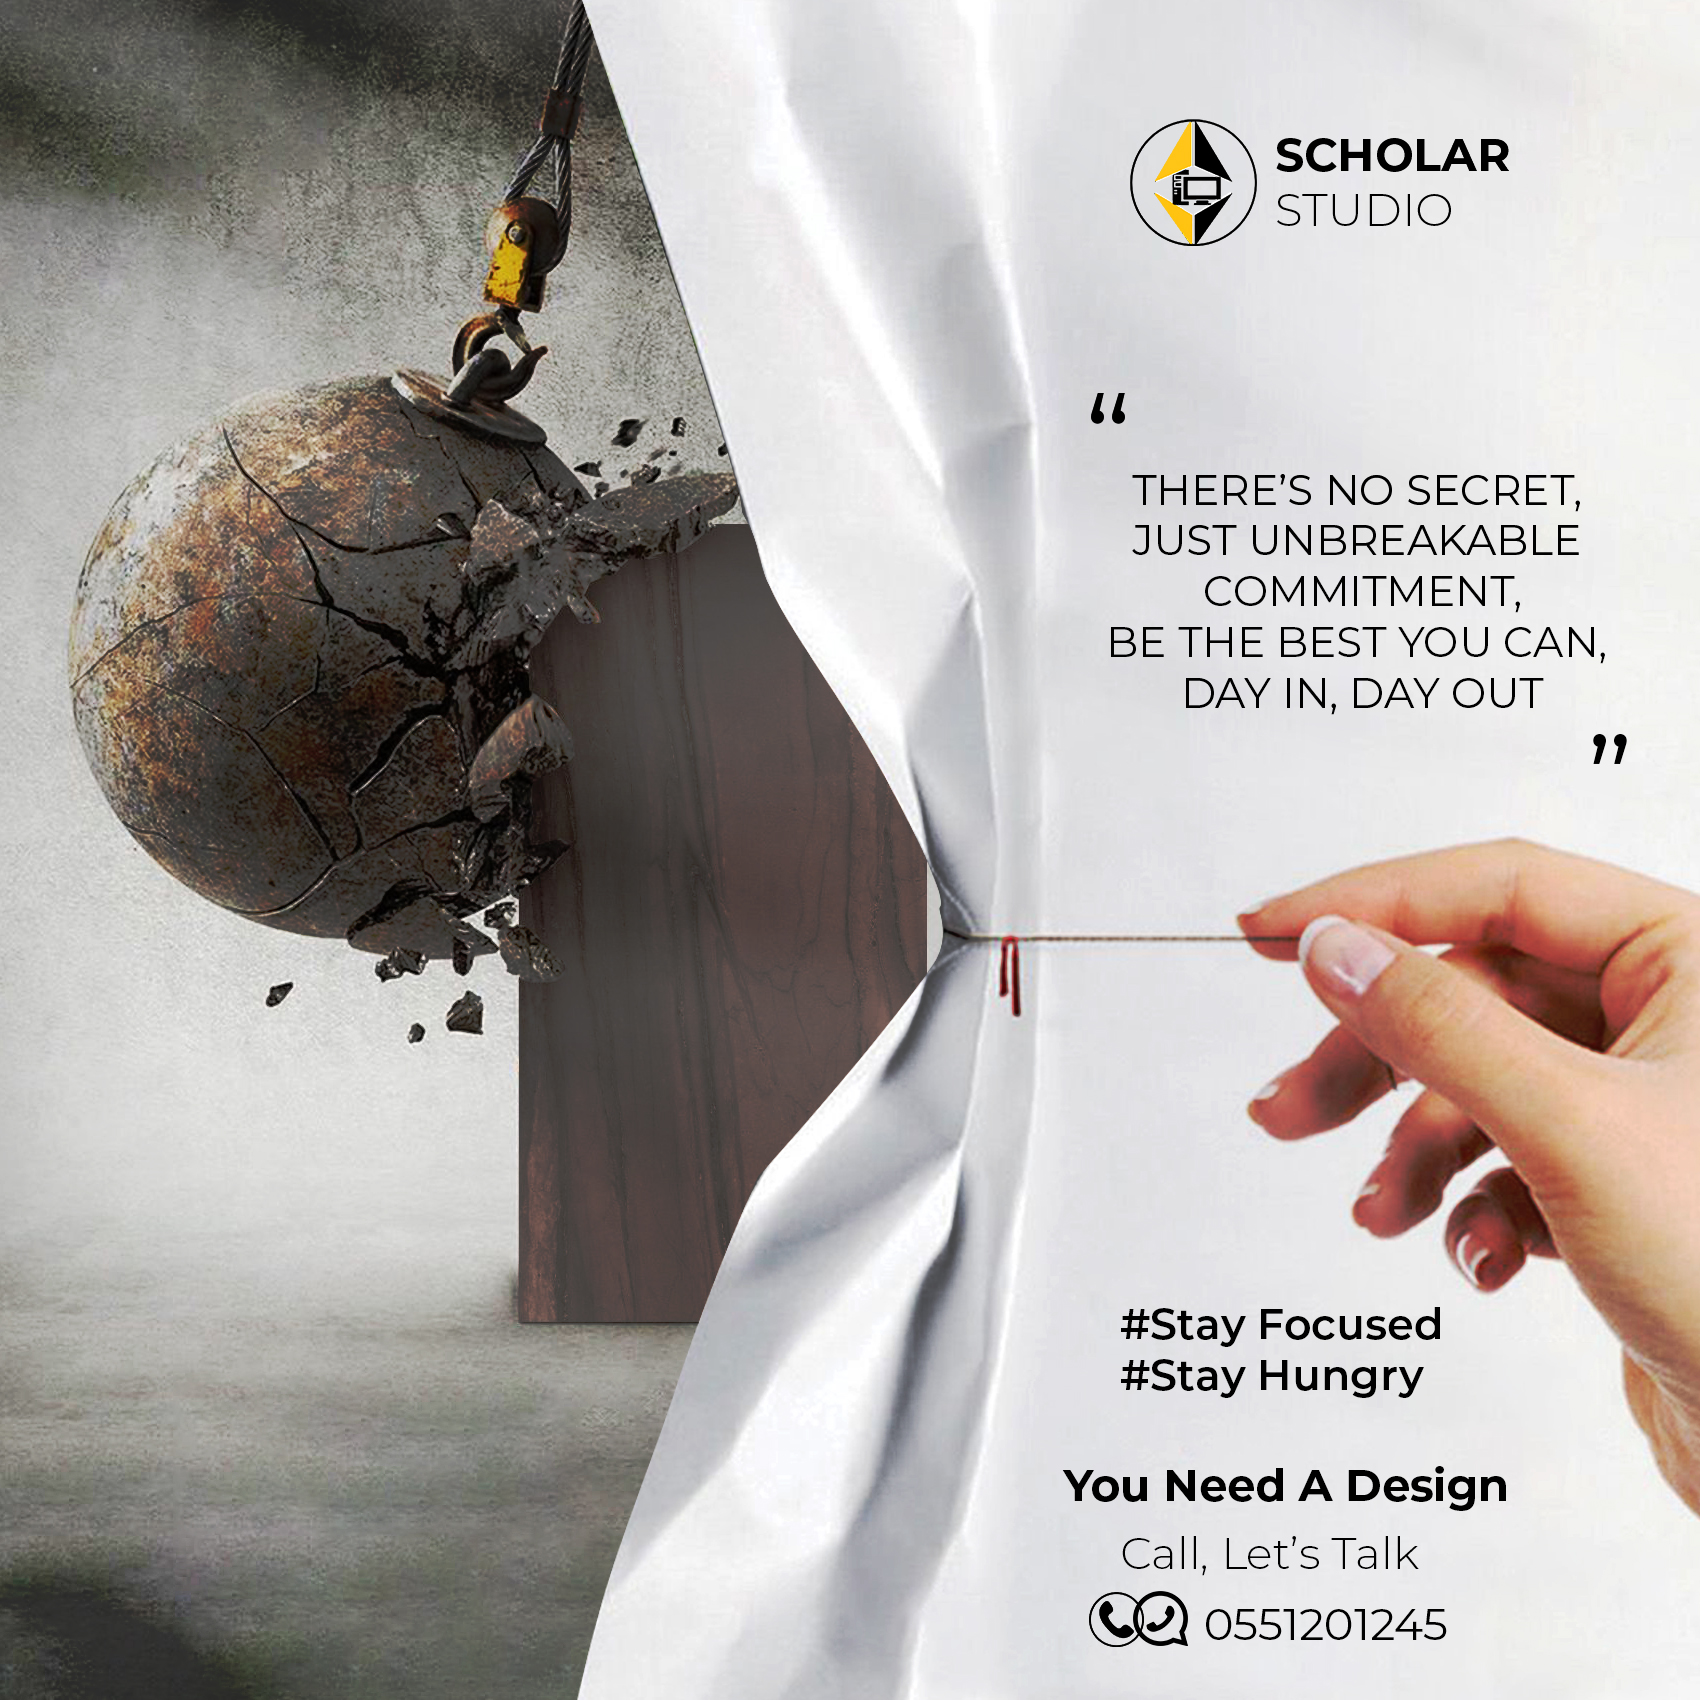 SCHOLAR
STUDIO
“
THERE’S NO SECRET,
JUST UNBREAKABLE
COMMITMENT,
BE THE BEST YOU CAN,
DAY IN, DAY OUT
”
#Stay Focused
#Stay Hungry
You Need A Design
Call, Let’s Talk
0551201245